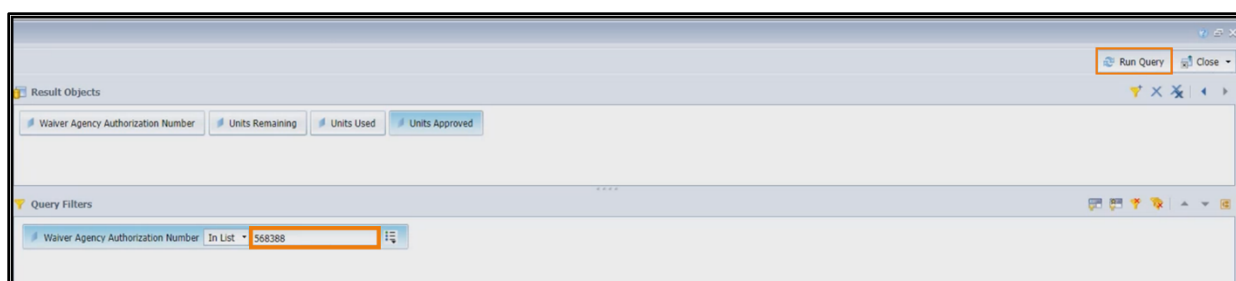 Run Query Close
Result Objects
Waiver Agency Authorization Number Units Remaining Units Used Units Approved
Query Filters
Waiver Agency Authorization Number In List 568388